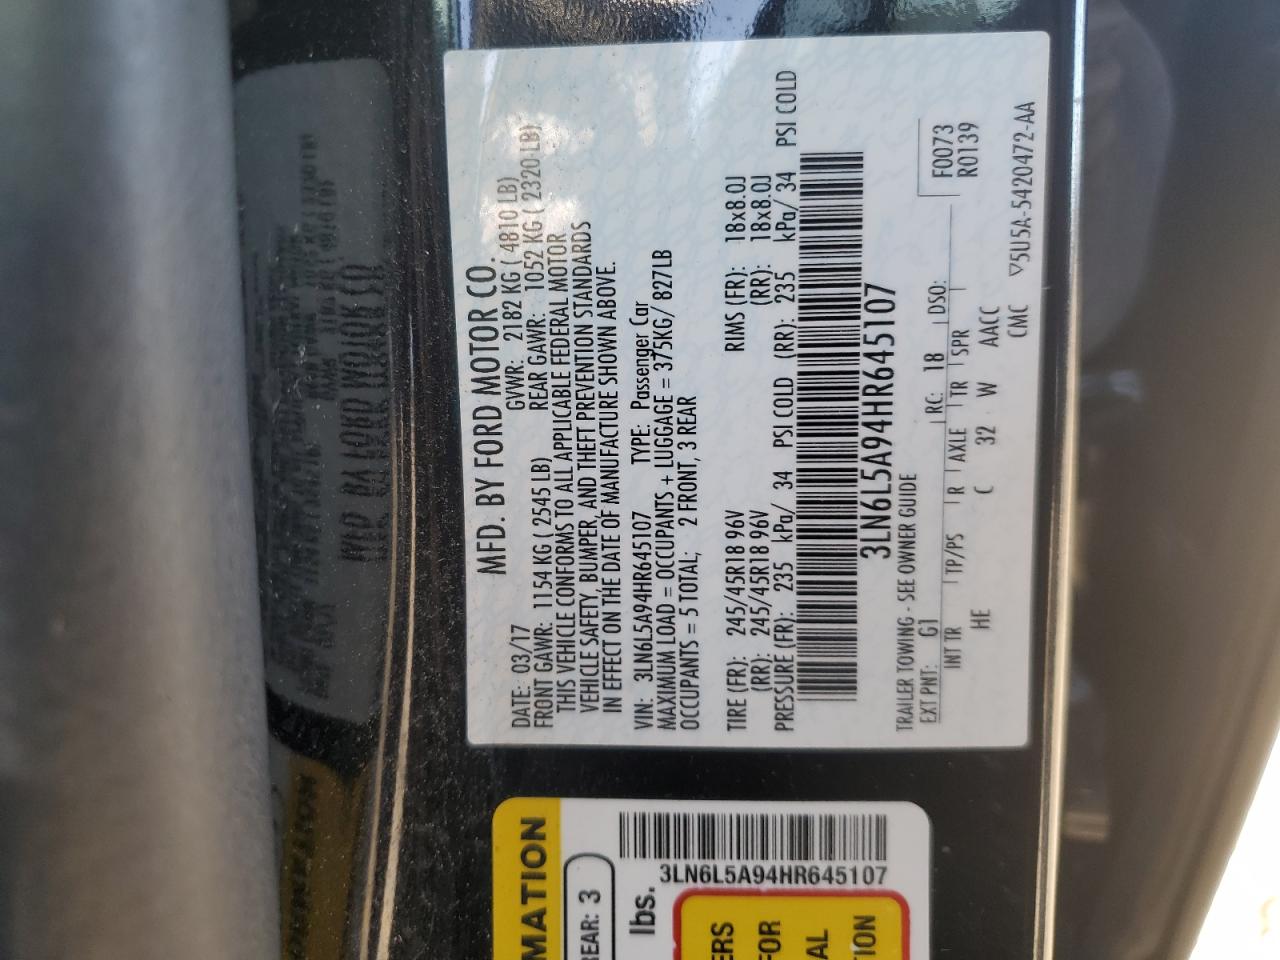 MFD. BY FORD MOTOR CO.
DATE: 03/17 GVWR: 2182 KG ( 4810 LB)
FRONT GAWR: 1154 KG ( 2545 LB) REAR GAWR: 1052 KG ( 2320 LB)
THIS VEHICLE CONFORMS TO ALL APPLICABLE FEDERAL MOTOR
VEHICLE SAFETY, BUMPER, AND THEFT PREVENTION STANDARDS
IN EFFECT ON THE DATE OF MANUFACTURE SHOWN ABOVE.
VIN: 3LN6L5A94HR645107 TYPE: Passenger Car
MAXIMUM LOAD = OCCUPANTS + LUGGAGE = 375KG/ 827LB
OCCUPANTS = 5 TOTAL; 2 FRONT, 3 REAR
TIRE (FR): 245/45R18 96V RIMS (FR): 18x8.0J
(RR): 245/45R18 96V (RR): 18x8.0J
PRESSURE (FR): 235 kPa/ 34 PSI COLD (RR): 235 kPa/ 34 PSI COLD
3LN6L5A94HR645107
TRAILER TOWING - SEE OWNER GUIDE
F0073
R0139
EXT PNT: G1 RC: 18 DSO:
INT TR TP/PS R AXLE TR SPR
HE C 32 W AACC
CMC
▽5U5A-5420472-AA
MATION
REAR: 3
lbs.
3LN6L5A94HR645107
ERS
FOR
AL
TION